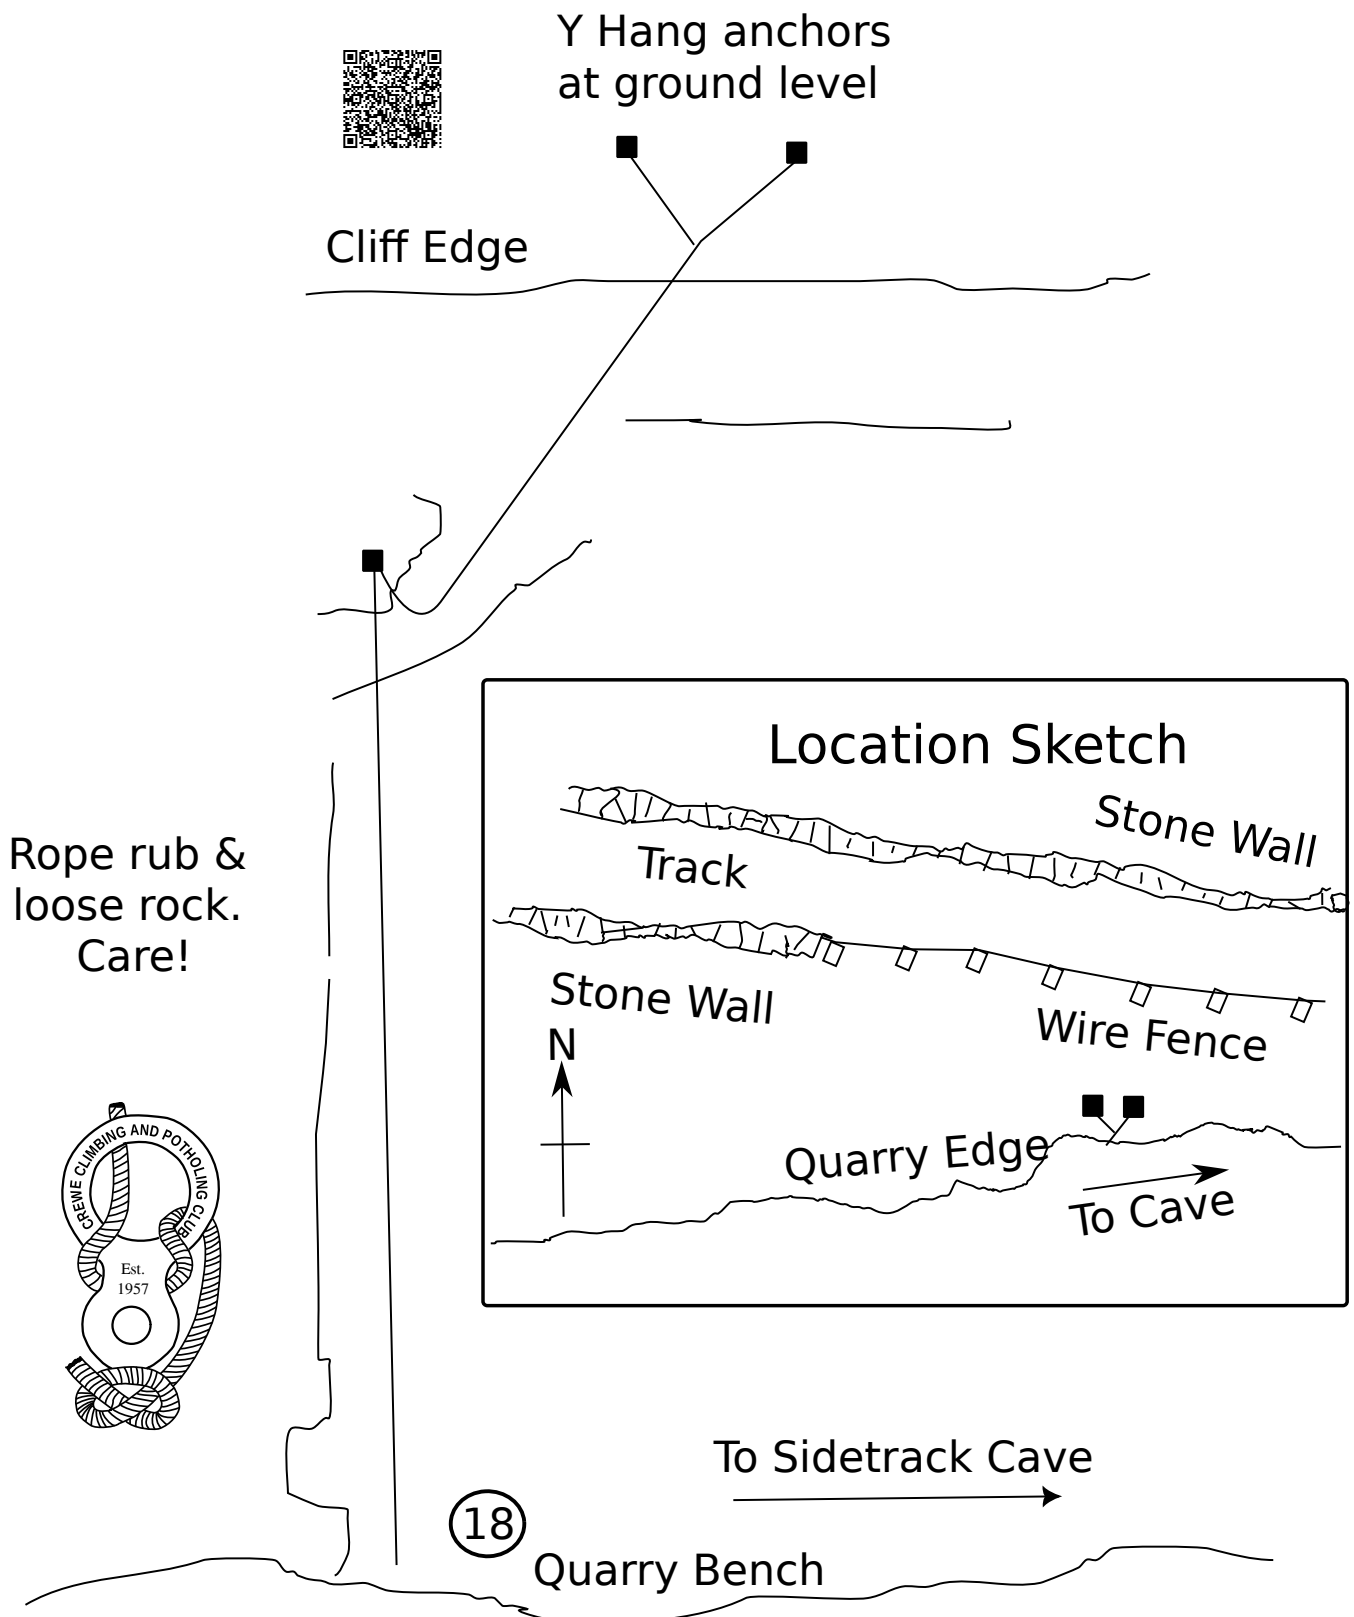 Y Hang anchors
at ground level
Cliff Edge
Location Sketch
Stone Wall
Track
Stone Wall
Wire Fence
N
Quarry Edge
To Cave
Rope rub &
loose rock.
Care!
CREWE CLIMBING AND POTHOLING CLUB
Est.
1957
To Sidetrack Cave
18
Quarry Bench